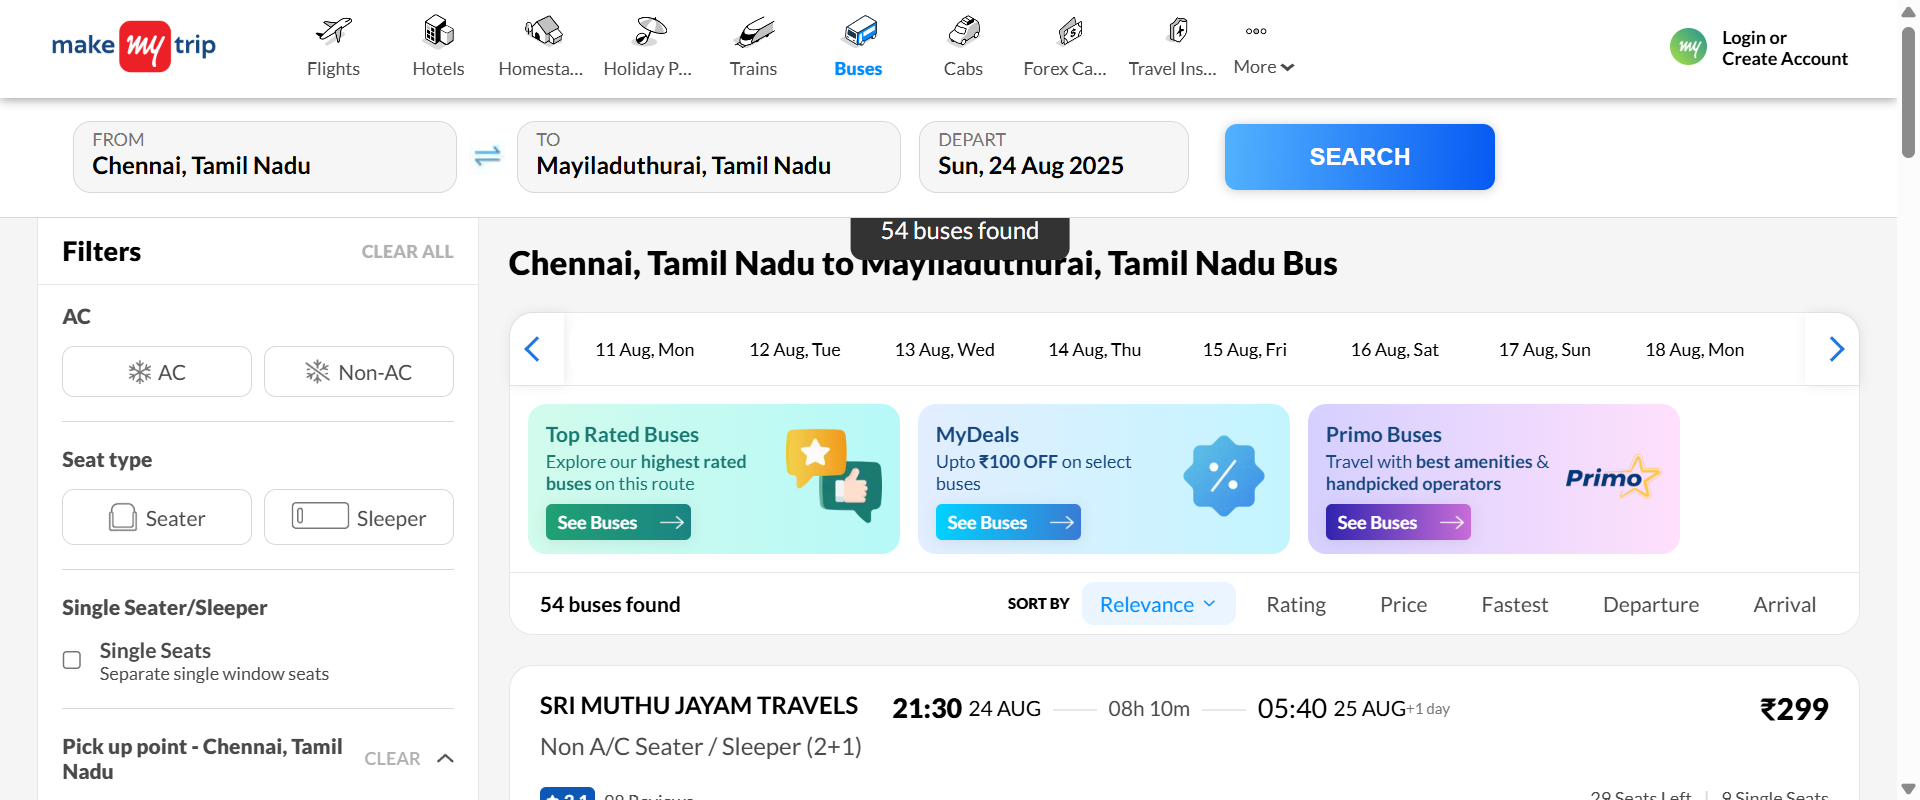 make my trip
Flights
Hotels
Homesta...
Holiday P...
Trains
Buses
Cabs
Forex Ca...
Travel Ins...
More
my
Login or
Create Account
FROM
Chennai, Tamil Nadu
TO
Mayiladuthurai, Tamil Nadu
DEPART
Sun, 24 Aug 2025
SEARCH
54 buses found
Filters
CLEAR ALL
AC
AC
Non-AC
Seat type
Seater
Sleeper
Single Seater/Sleeper
Single Seats
Separate single window seats
Pick up point - Chennai, Tamil
Nadu
CLEAR
Chennai, Tamil Nadu to Mayiladuthurai, Tamil Nadu Bus
11 Aug, Mon
12 Aug, Tue
13 Aug, Wed
14 Aug, Thu
15 Aug, Fri
16 Aug, Sat
17 Aug, Sun
18 Aug, Mon
Top Rated Buses
Explore our highest rated
buses on this route
See Buses
MyDeals
Upto ₹100 OFF on select
buses
See Buses
Primo Buses
Travel with best amenities &
handpicked operators
See Buses
Primo
54 buses found
SORT BY
Relevance
Rating
Price
Fastest
Departure
Arrival
SRI MUTHU JAYAM TRAVELS
21:30 24 AUG
08h 10m
05:40 25 AUG+1 day
₹299
Non A/C Seater / Sleeper (2+1)
29 Seats Left
9 Single Seats